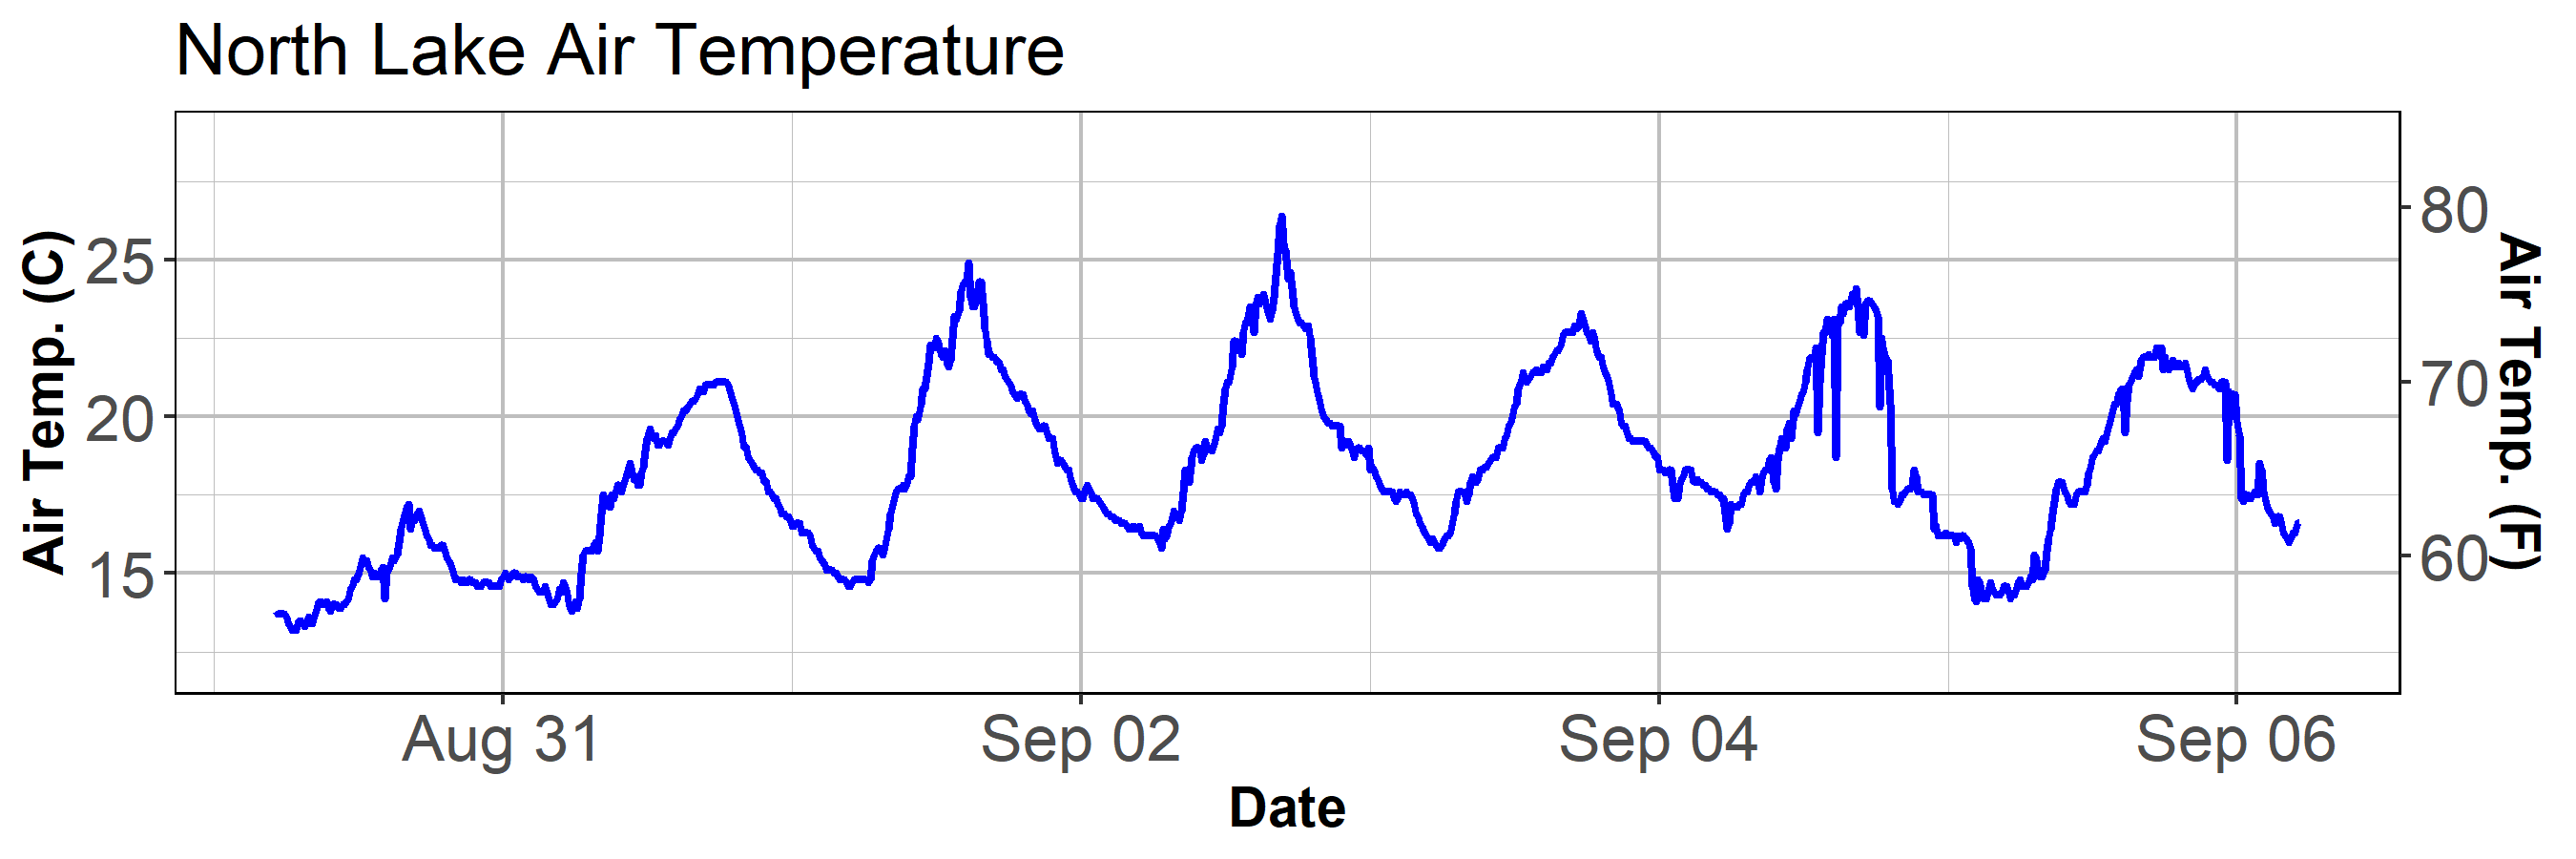 North Lake Air Temperature
Air Temp. (C)
25
20
15
80
70
60
Air Temp. (F)
Aug 31
Sep 02
Sep 04
Sep 06
Date